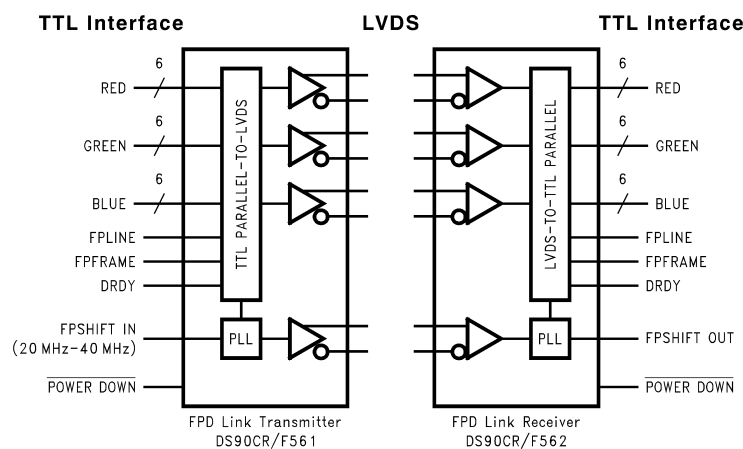 TTL Interface
LVDS
TTL Interface
6
RED
6
GREEN
6
BLUE
FPLINE
FPFRAME
DRDY
FPSHIFT IN
(20 MHz–40 MHz)
POWER DOWN
TTL PARALLEL-TO-LVDS
PLL
FPD Link Transmitter
DS90CR/F561
LVDS-TO-TTL PARALLEL
PLL
FPD Link Receiver
DS90CR/F562
6
RED
6
GREEN
6
BLUE
FPLINE
FPFRAME
DRDY
FPSHIFT OUT
POWER DOWN